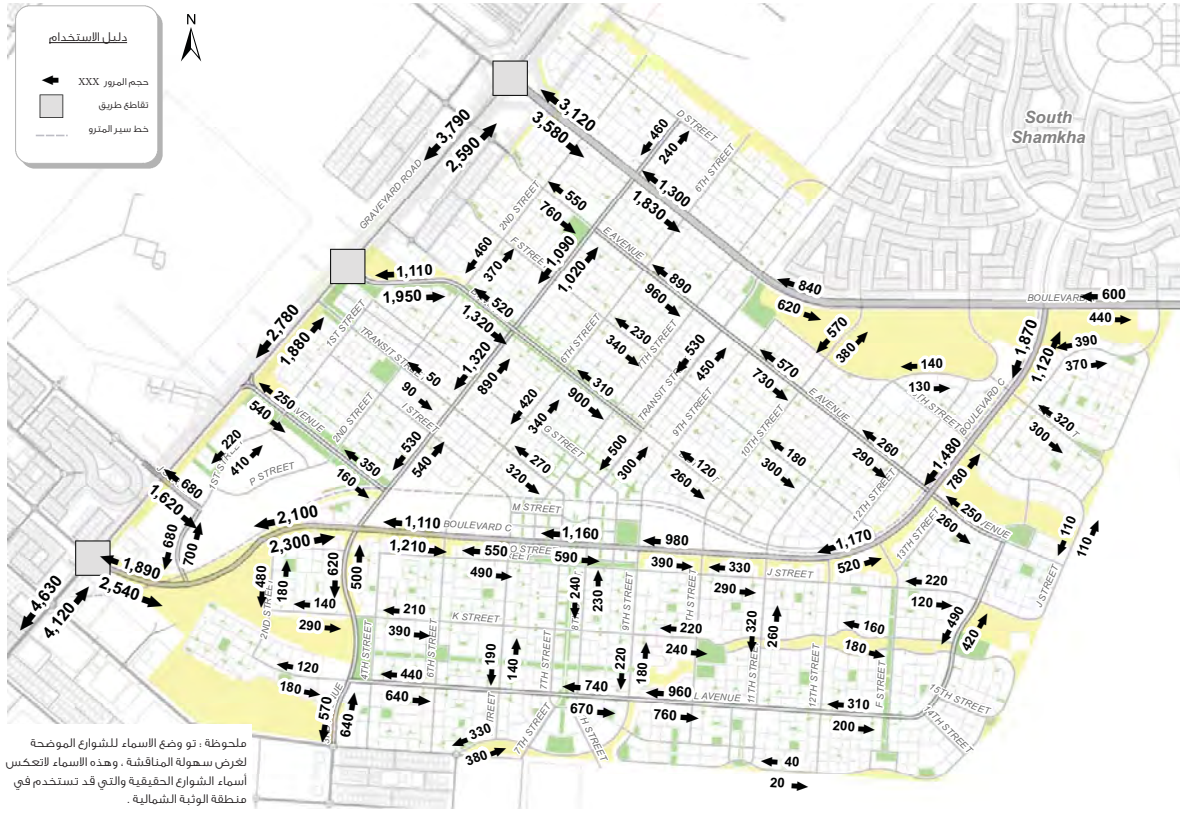 دليل الاستخدام
حجم المرور XXX
تقاطع طريق
خط سير المترو
N
South
Shamkha
3,120
3,580
3,790
2,590
GRAVEYARD ROAD
460
240
D STREET
6TH STREET
1,300
1,830
2ND STREET
550
760
E AVENUE
460
370
1,090
1,020
1,110
1,950
890
960
840
620
BOULEVARD
600
440
520
1,320
1ST STREET
2,780
1,880
TRANSIT STREET
50
90
1,320
890
6TH STREET
230
340
7TH STREET
530
450
570
380
1,870
1,120
390
370
570
730
140
130
310
900
420
340
G STREET
TRANSIT
9TH STREET
10TH STREET
E AVENUE
BOULEVARD C
320
300
250
540
AVENUE
2ND STREET
I STREET
530
540
220
410
1ST STREET
P STREET
350
160
270
320
500
300
120
260
180
300
260
290
12TH STREET
1,480
780
680
1,620
680
700
2,100
2,300
M STREET
1,110
BOULEVARD C
1,210
1,160
980
1,170
520
13TH STREET
250
260
AVENUE
110
110
1,890
2,540
4,630
4,120
550
590
490
390
330
290
J STREET
220
120
J STREET
480
180
620
500
240
230
9TH STREET
320
260
490
420
2ND STREET
140
290
210
390
K STREET
220
240
160
180
4TH STREET
6TH STREET
190
140
7TH STREET
220
180
11TH STREET
12TH STREET
F STREET
120
180
440
640
740
670
960
760
L AVENUE
310
200
15TH STREET
14TH STREET
570
640
330
380
7TH STREET
H STREET
40
20
ملحوظة : تو وضع الاسماء للشوارع الموضحة
لغرض سهولة المناقشة ، وهذه الاسماء لاتعكس
أسماء الشوارع الحقيقية والتي قد تستخدم في
منطقة الوثبة الشمالية .